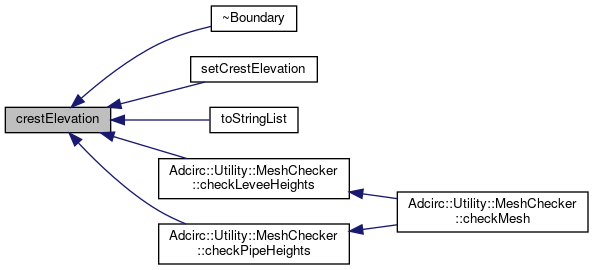 ~Boundary
setCrestElevation
crestElevation
toStringList
Adcirc::Utility::MeshChecker
::checkLeveeHeights
Adcirc::Utility::MeshChecker
::checkMesh
Adcirc::Utility::MeshChecker
::checkPipeHeights